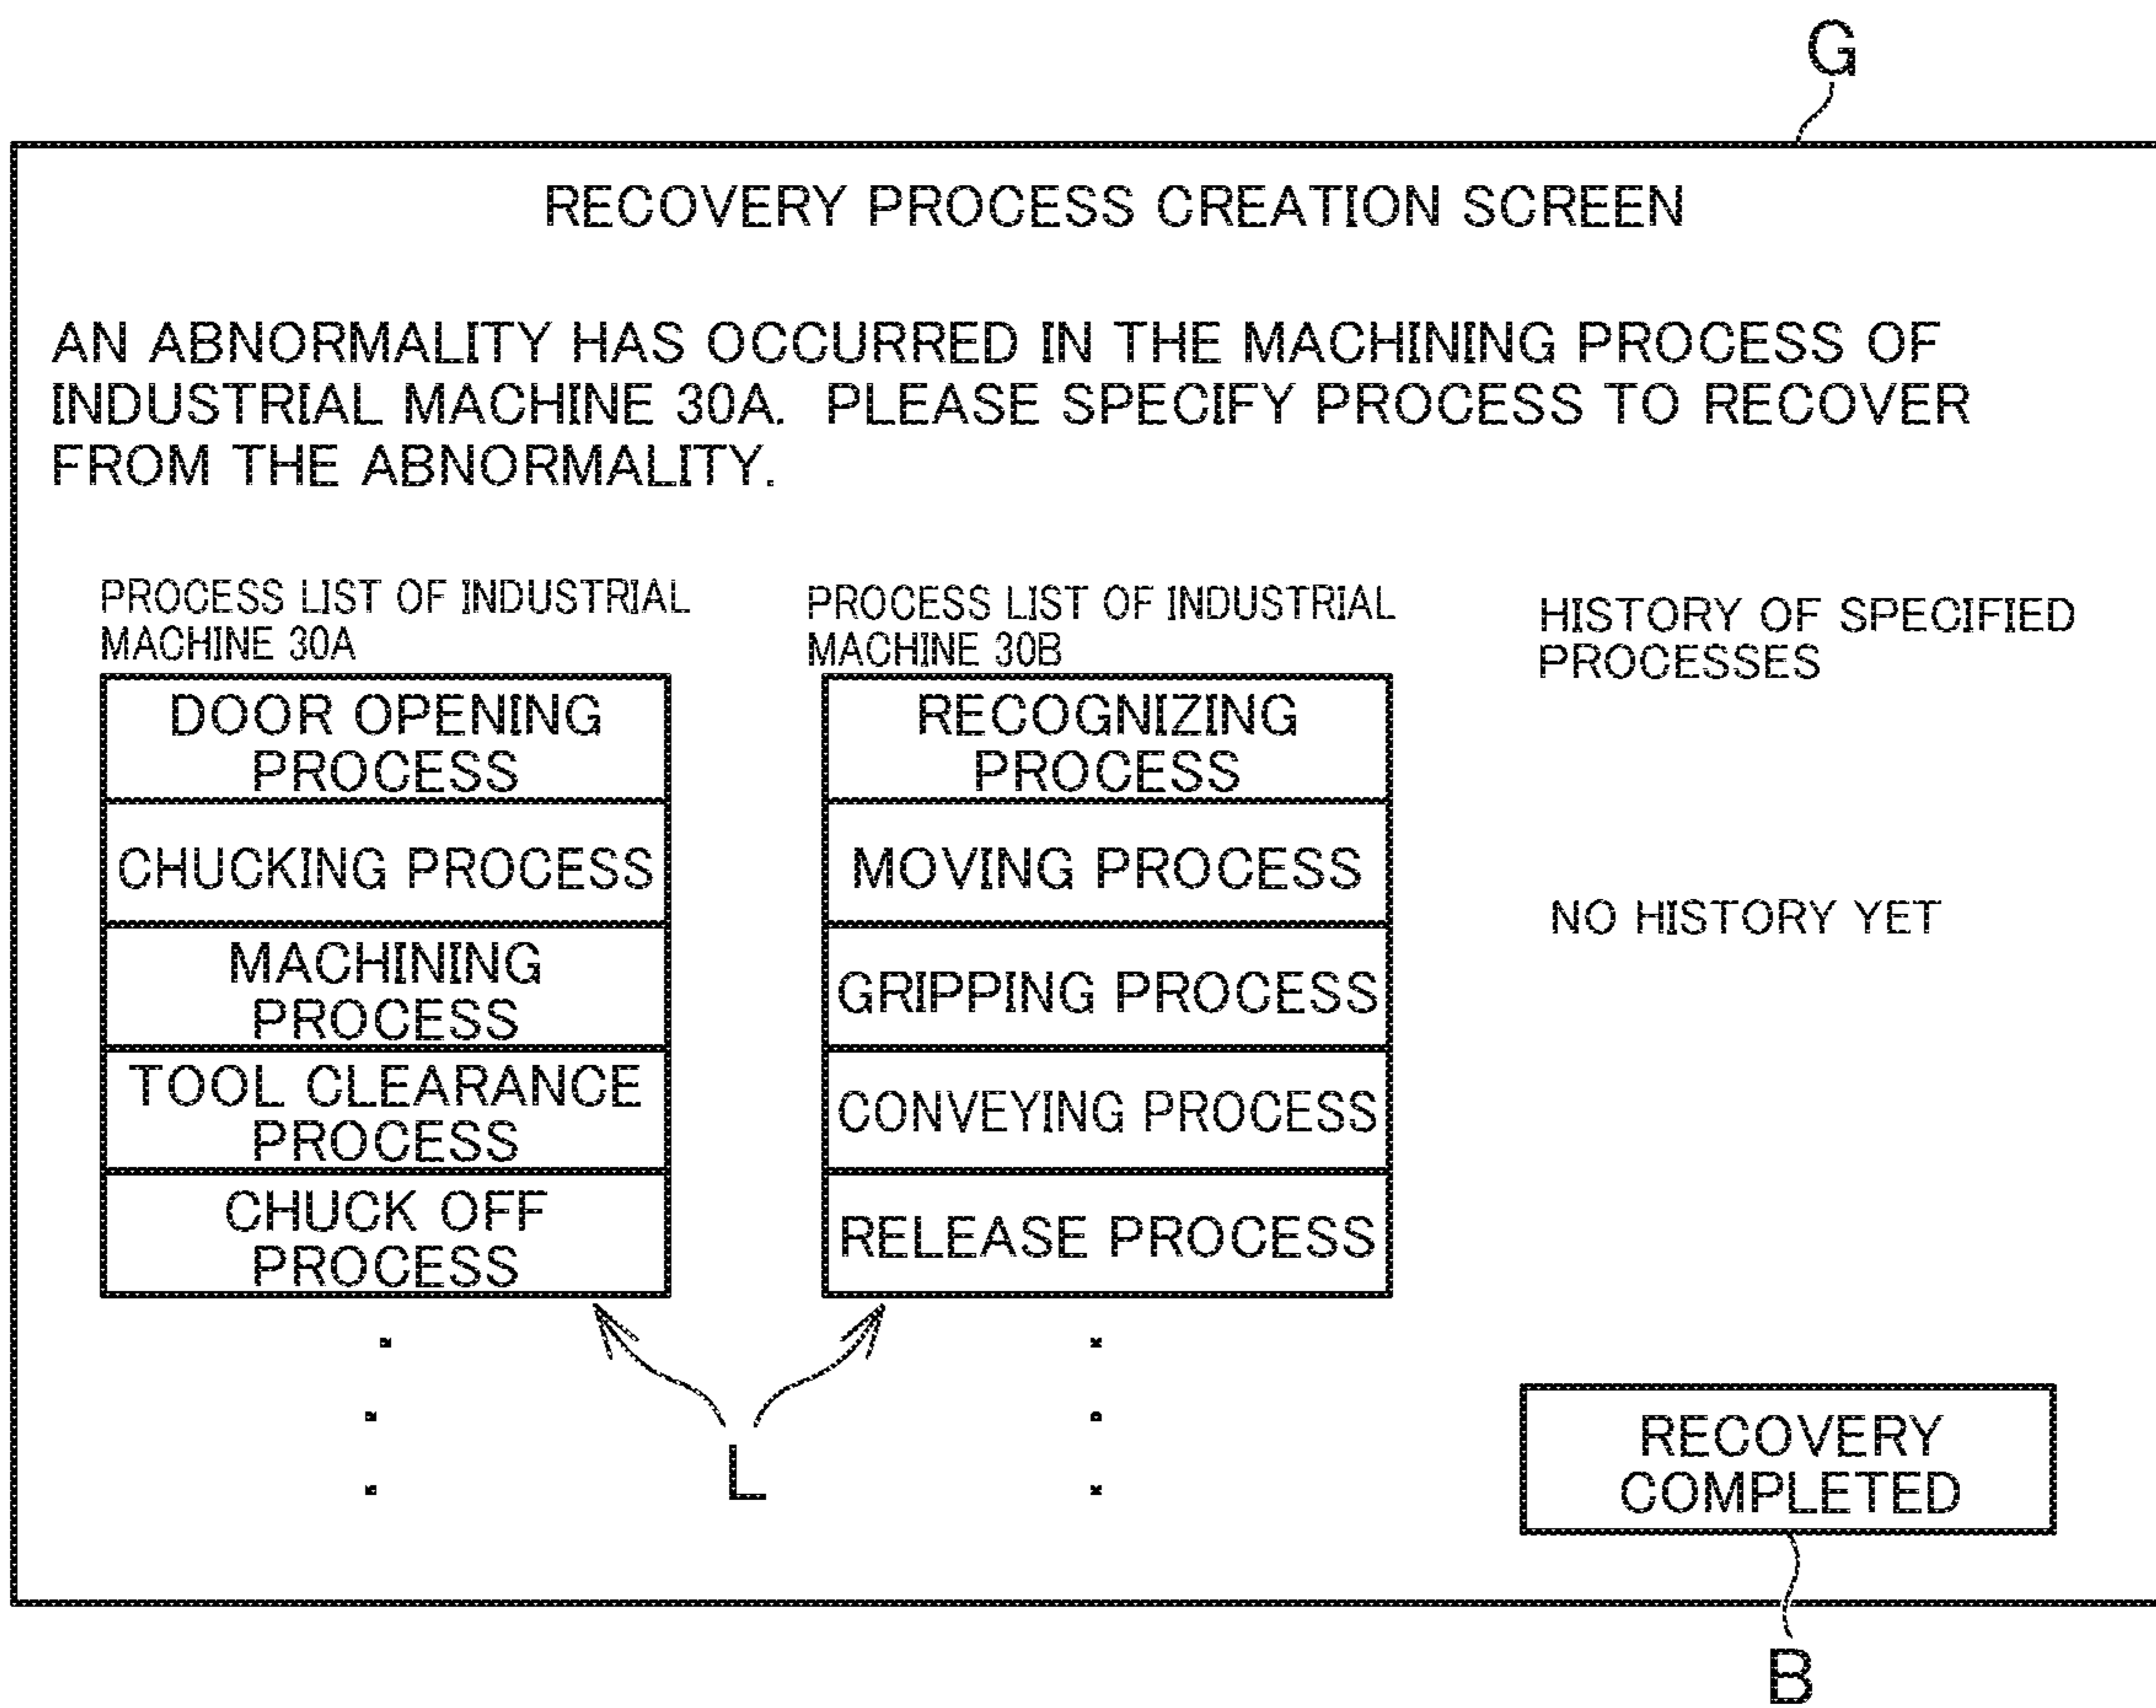 G
RECOVERY PROCESS CREATION SCREEN
AN ABNORMALITY HAS OCCURRED IN THE MACHINING PROCESS OF
INDUSTRIAL MACHINE 30A. PLEASE SPECIFY PROCESS TO RECOVER
FROM THE ABNORMALITY.
PROCESS LIST OF INDUSTRIAL
MACHINE 30A
DOOR OPENING
PROCESS
CHUCKING PROCESS
MACHINING
PROCESS
TOOL CLEARANCE
PROCESS
CHUCK OFF
PROCESS
PROCESS LIST OF INDUSTRIAL
MACHINE 30B
RECOGNIZING
PROCESS
MOVING PROCESS
GRIPPING PROCESS
CONVEYING PROCESS
RELEASE PROCESS
L
HISTORY OF SPECIFIED
PROCESSES
NO HISTORY YET
RECOVERY
COMPLETED
B